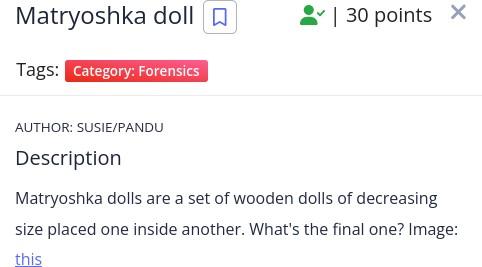 Matryoshka doll
| 30 points
Tags: Category: Forensics
AUTHOR: SUSIE/PANDU
Description
Matryoshka dolls are a set of wooden dolls of decreasing
size placed one inside another. What's the final one? Image:
this